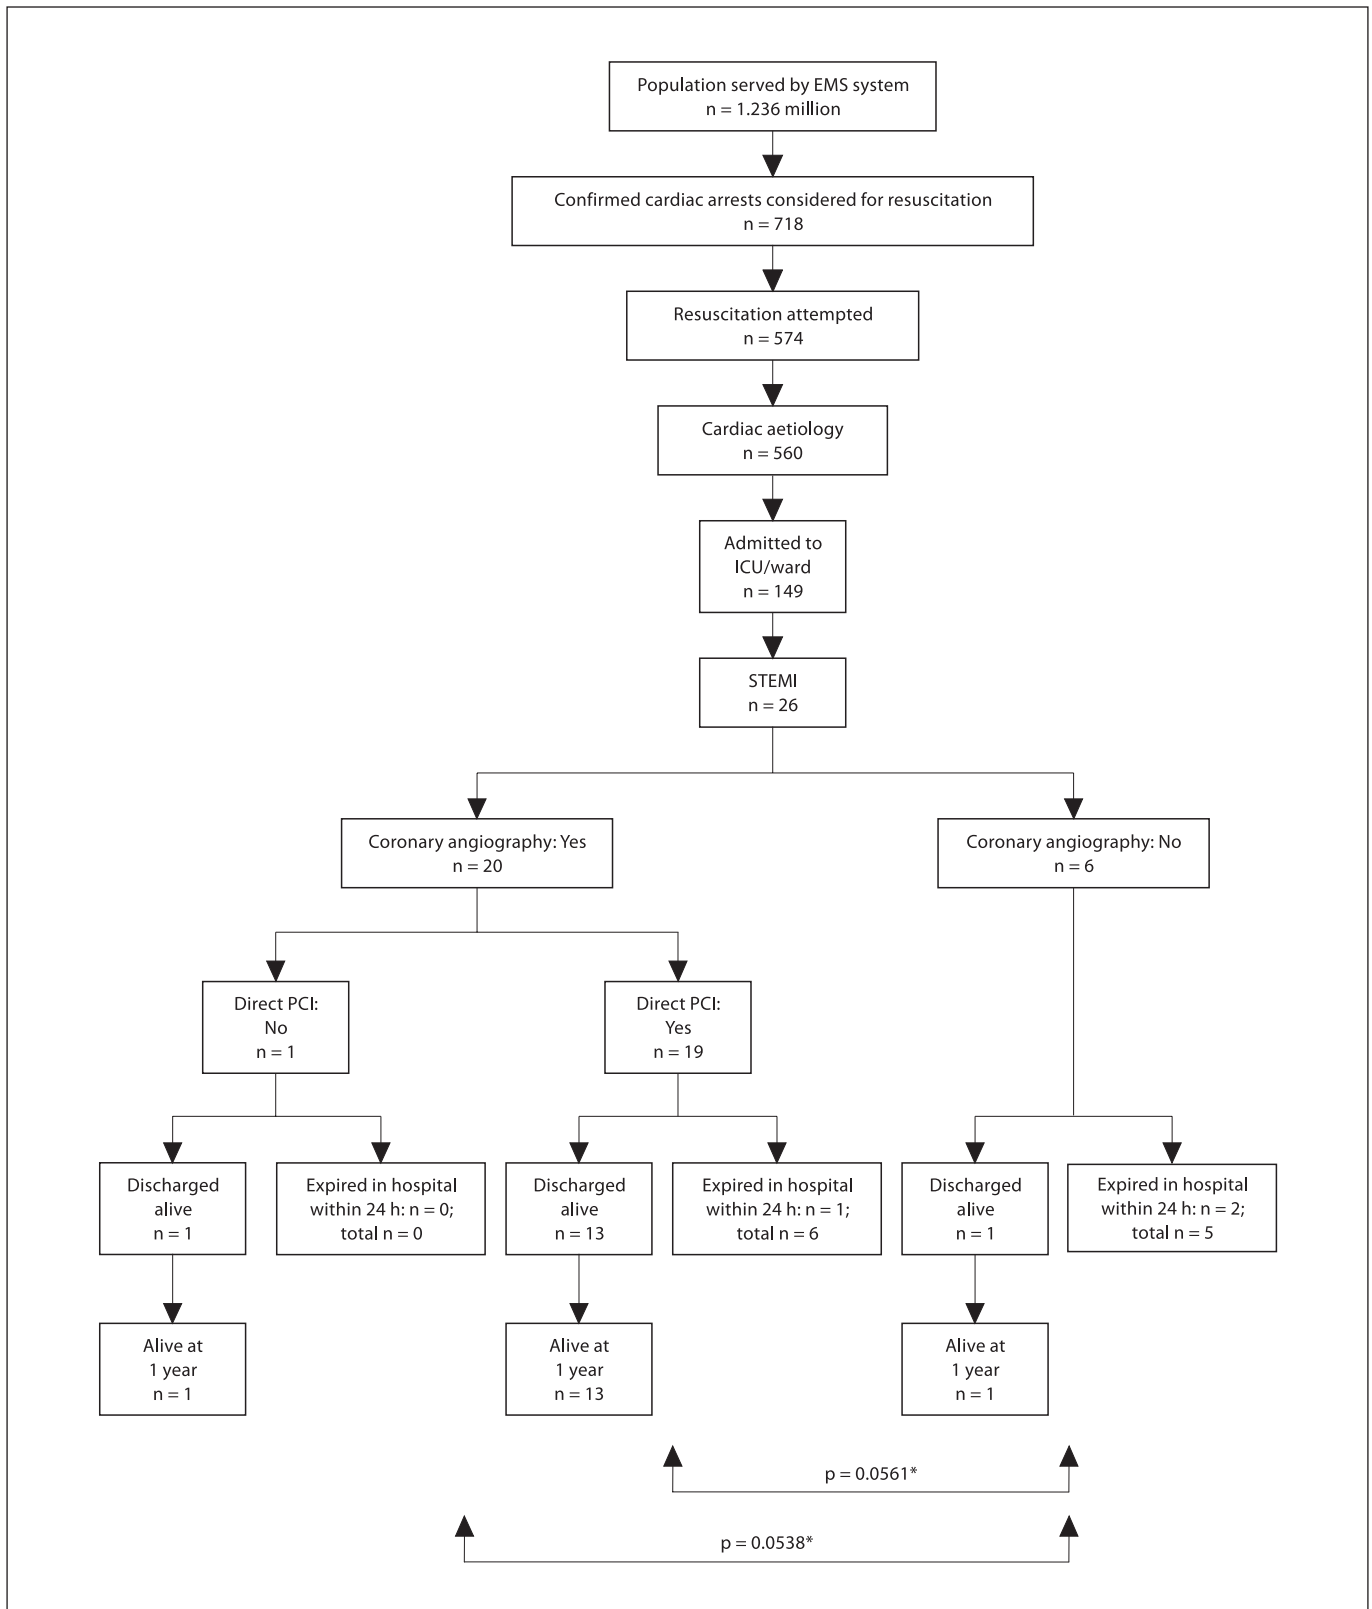 Population served by EMS system
n = 1.236 million
Confirmed cardiac arrests considered for resuscitation
n = 718
Resuscitation attempted
n = 574
Cardiac aetiology
n = 560
Admitted to
ICU/ward
n = 149
STEMI
n = 26
Coronary angiography: Yes
n = 20
Coronary angiography: No
n = 6
Direct PCI:
No
n = 1
Direct PCI:
Yes
n = 19
Discharged
alive
n = 1
Expired in hospital
within 24 h: n = 0;
total n = 0
Discharged
alive
n = 13
Expired in hospital
within 24 h: n = 1;
total n = 6
Discharged
alive
n = 1
Expired in hospital
within 24 h: n = 2;
total n = 5
Alive at
1 year
n = 1
Alive at
1 year
n = 13
Alive at
1 year
n = 1
p = 0.0561*
p = 0.0538*